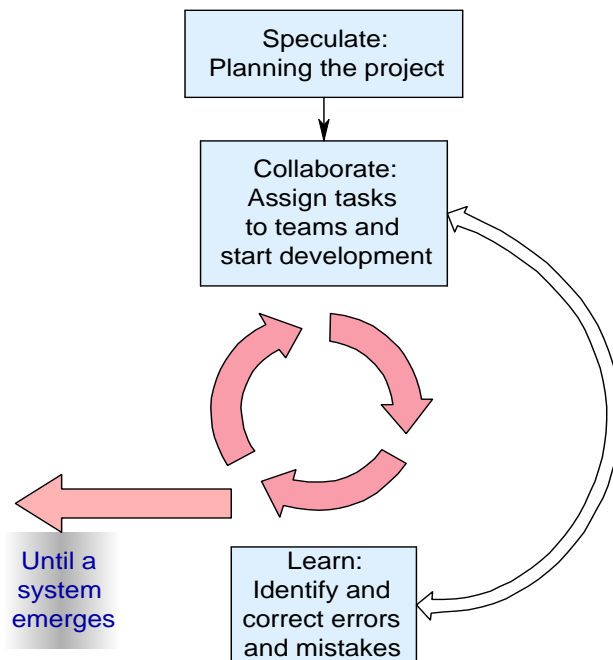 Speculate:
Planning the project
Collaborate:
Assign tasks
to teams and
start development
Until a
system
emerges
Learn:
Identify and
correct errors
and mistakes